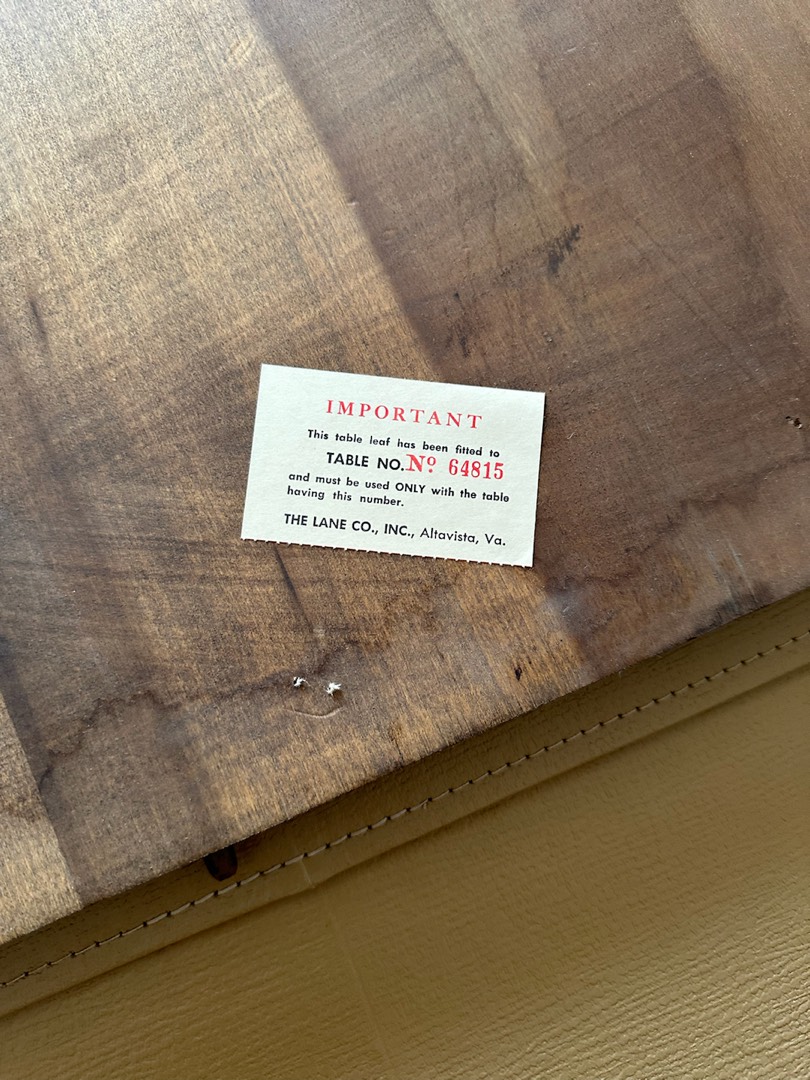 IMPORTANT
This table leaf has been fitted to
TABLE NO. Nº 64815
and must be used ONLY with the table
having this number.
THE LANE CO., INC., Altavista, Va.